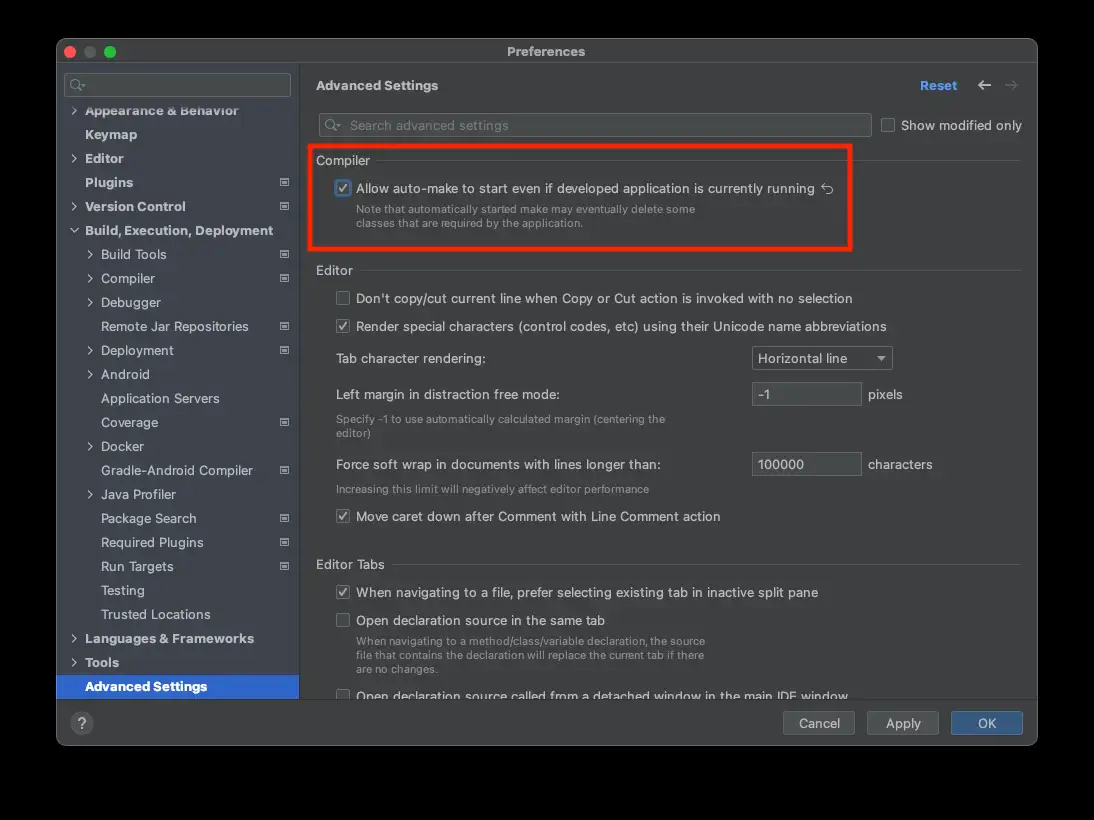 Preferences
Appearance & Behavior
Keymap
Editor
Plugins
Version Control
Build, Execution, Deployment
Build Tools
Compiler
Debugger
Remote Jar Repositories
Deployment
Android
Application Servers
Coverage
Docker
Gradle-Android Compiler
Java Profiler
Package Search
Required Plugins
Run Targets
Testing
Trusted Locations
Languages & Frameworks
Tools
Advanced Settings
?
Advanced Settings
Reset
Search advanced settings
Show modified only
Compiler
Allow auto-make to start even if developed application is currently running
Note that automatically started make may eventually delete some
classes that are required by the application.
Editor
Don't copy/cut current line when Copy or Cut action is invoked with no selection
Render special characters (control codes, etc) using their Unicode name abbreviations
Tab character rendering: Horizontal line
Left margin in distraction free mode: -1 pixels
Specify -1 to use automatically calculated margin (centering the
editor)
Force soft wrap in documents with lines longer than: 100000 characters
Increasing this limit will negatively affect editor performance
Move caret down after Comment with Line Comment action
Editor Tabs
When navigating to a file, prefer selecting existing tab in inactive split pane
Open declaration source in the same tab
When navigating to a method/class/variable declaration, the source
file that contains the declaration will replace the current tab if there
are no changes.
Open declaration source called from a detached window in the main IDE window
Cancel
Apply
OK